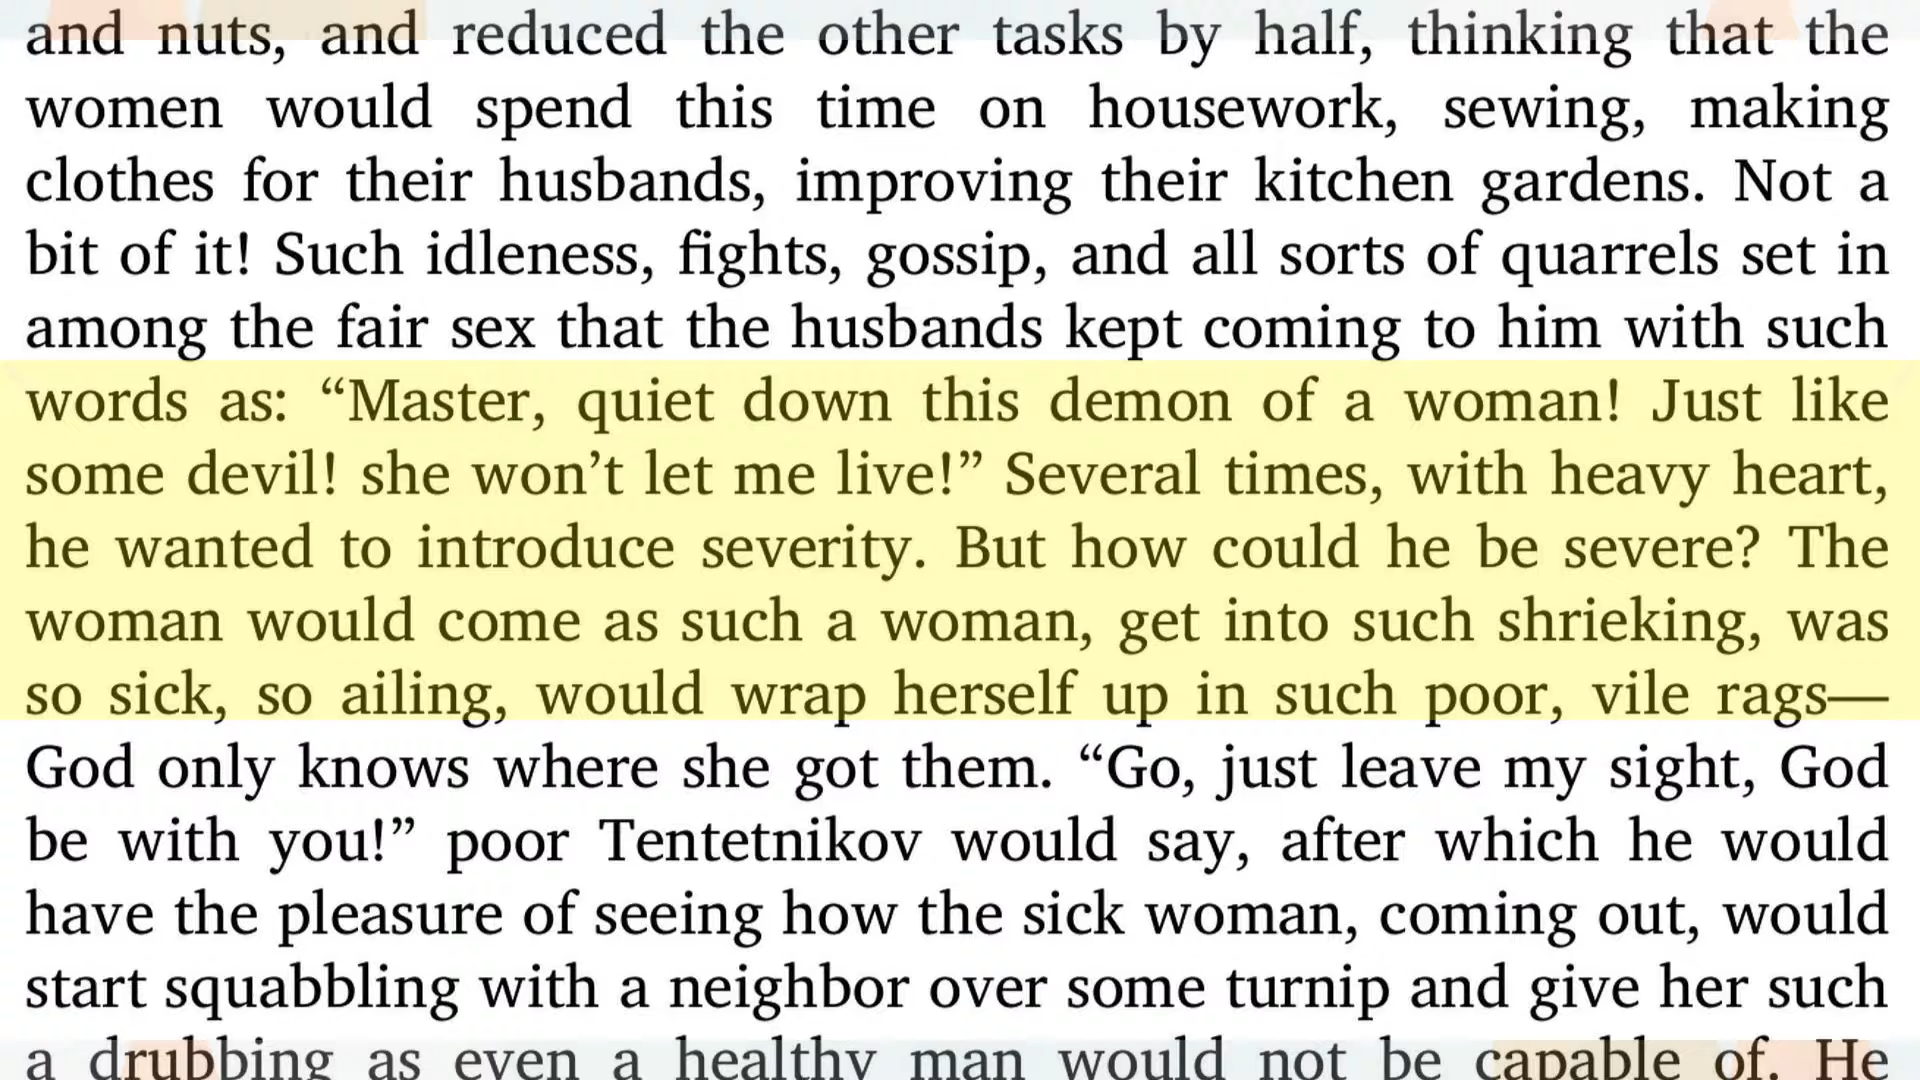 and nuts, and reduced the other tasks by half, thinking that the
women would spend this time on housework, sewing, making
clothes for their husbands, improving their kitchen gardens. Not a
bit of it! Such idleness, fights, gossip, and all sorts of quarrels set in
among the fair sex that the husbands kept coming to him with such
words as: “Master, quiet down this demon of a woman! Just like
some devil! she won’t let me live!” Several times, with heavy heart,
he wanted to introduce severity. But how could he be severe? The
woman would come as such a woman, get into such shrieking, was
so sick, so ailing, would wrap herself up in such poor, vile rags—
God only knows where she got them. “Go, just leave my sight, God
be with you!” poor Tentetnikov would say, after which he would
have the pleasure of seeing how the sick woman, coming out, would
start squabbling with a neighbor over some turnip and give her such
a drubbing as even a healthy man would not be capable of. He